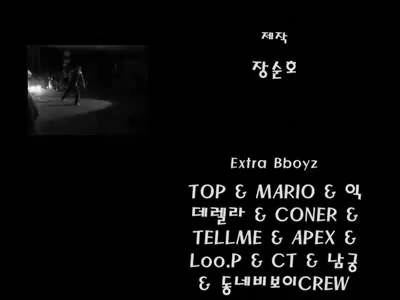 제작
장순호
Extra Bboyz
TOP & MARIO & 익
데렐라 & CONER &
TELLME & APEX &
Loo.P & CT & 남궁
& 동네비보이CREW